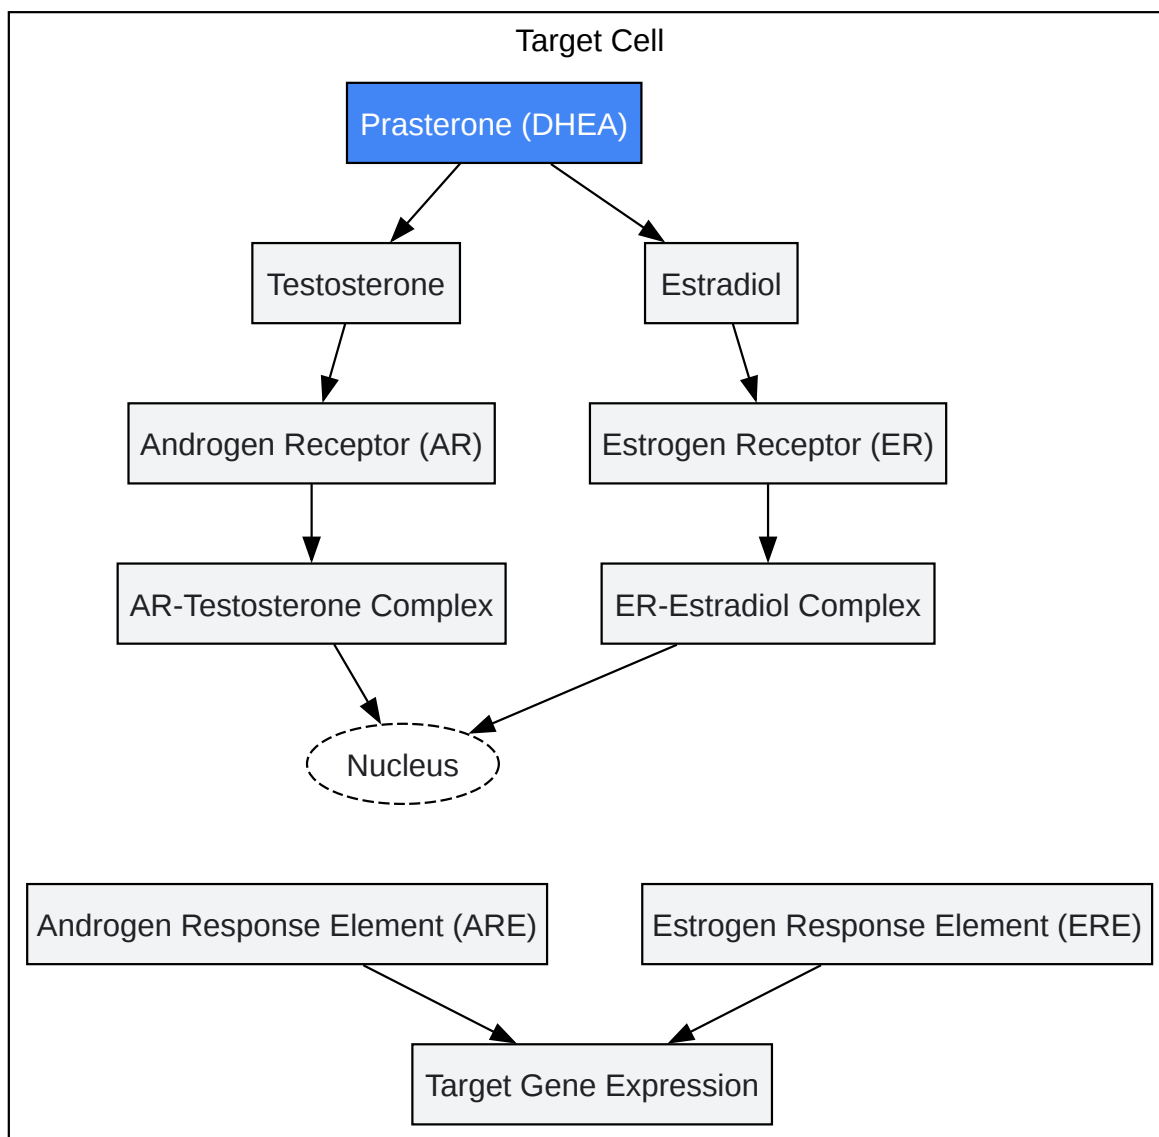 Target Cell
Prasterone (DHEA)
Testosterone
Estradiol
Androgen Receptor (AR)
Estrogen Receptor (ER)
AR-Testosterone Complex
ER-Estradiol Complex
Nucleus
Androgen Response Element (ARE)
Estrogen Response Element (ERE)
Target Gene Expression